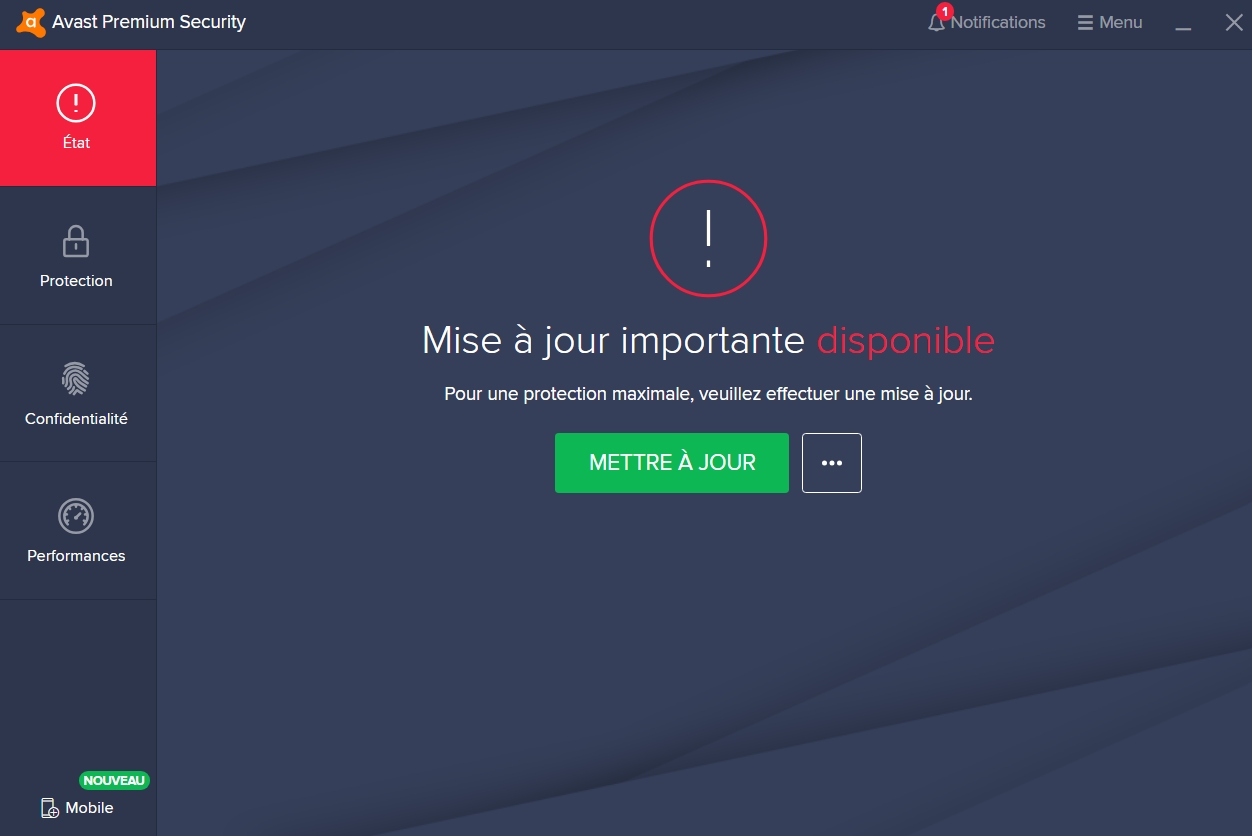 Avast Premium Security
1
Notifications
Menu
État
Protection
Confidentialité
Performances
NOUVEAU
Mobile
Mise à jour importante disponible
Pour une protection maximale, veuillez effectuer une mise à jour.
METTRE À JOUR